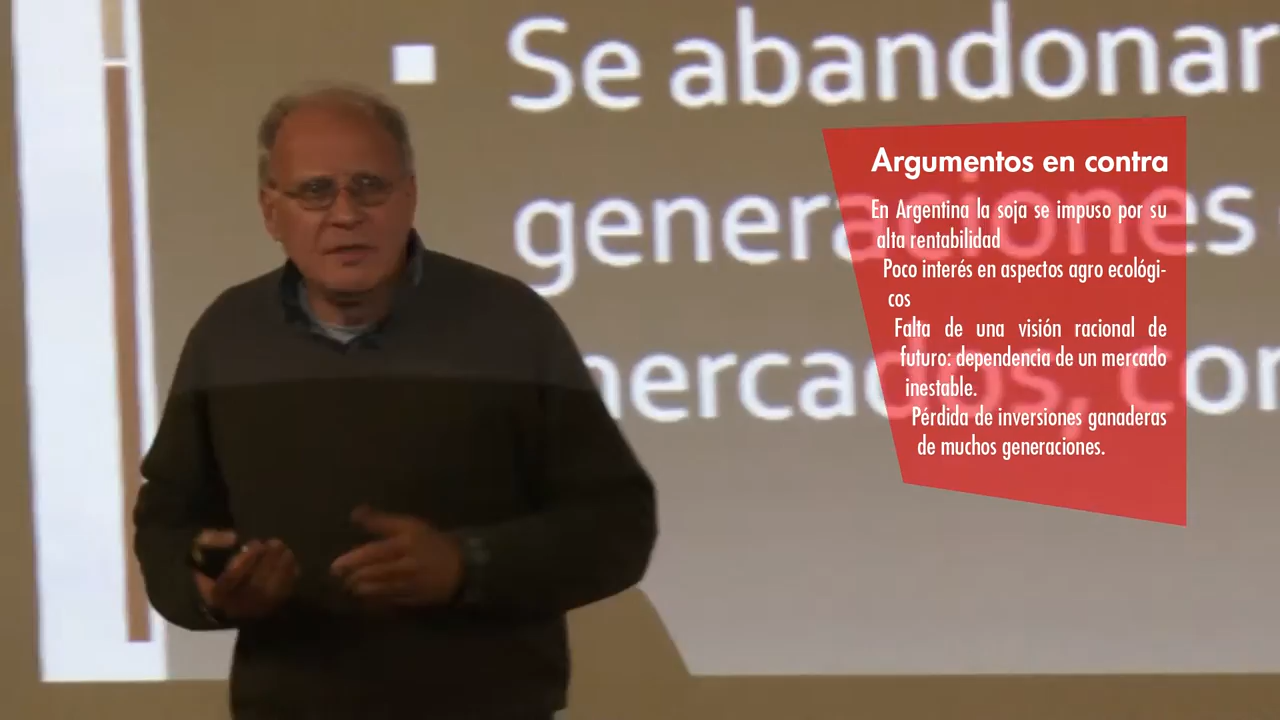 Se abandonar
generaciones
mercados, con
Argumentos en contra
En Argentina la soja se impuso por su
alta rentabilidad
Poco interés en aspectos agro ecológi-
cos
Falta de una visión racional de
futuro: dependencia de un mercado
inestable.
Pérdida de inversiones ganaderas
de muchos generaciones.